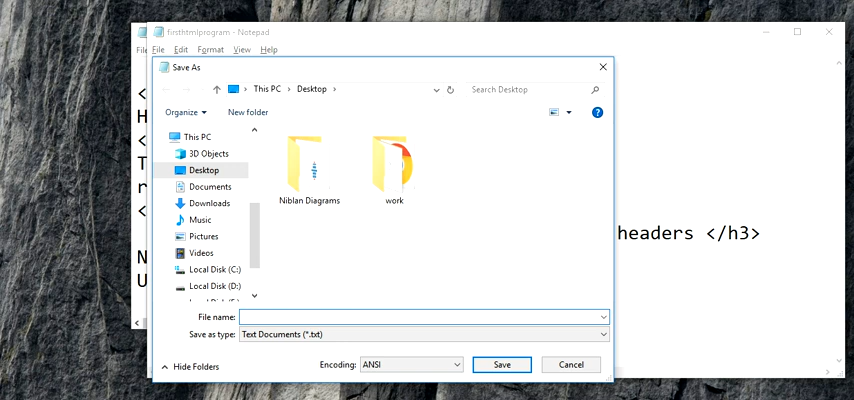 firsthtmlprogram - Notepad
File Edit Format View Help
Save As
This PC Desktop
Search Desktop
Organize New folder
This PC
3D Objects
Desktop
Documents
Downloads
Music
Pictures
Videos
Local Disk (C:)
Local Disk (D:)
Niblan Diagrams
work
headers </h3>
File name:
Save as type: Text Documents (*.txt)
Hide Folders
Encoding: ANSI
Save
Cancel